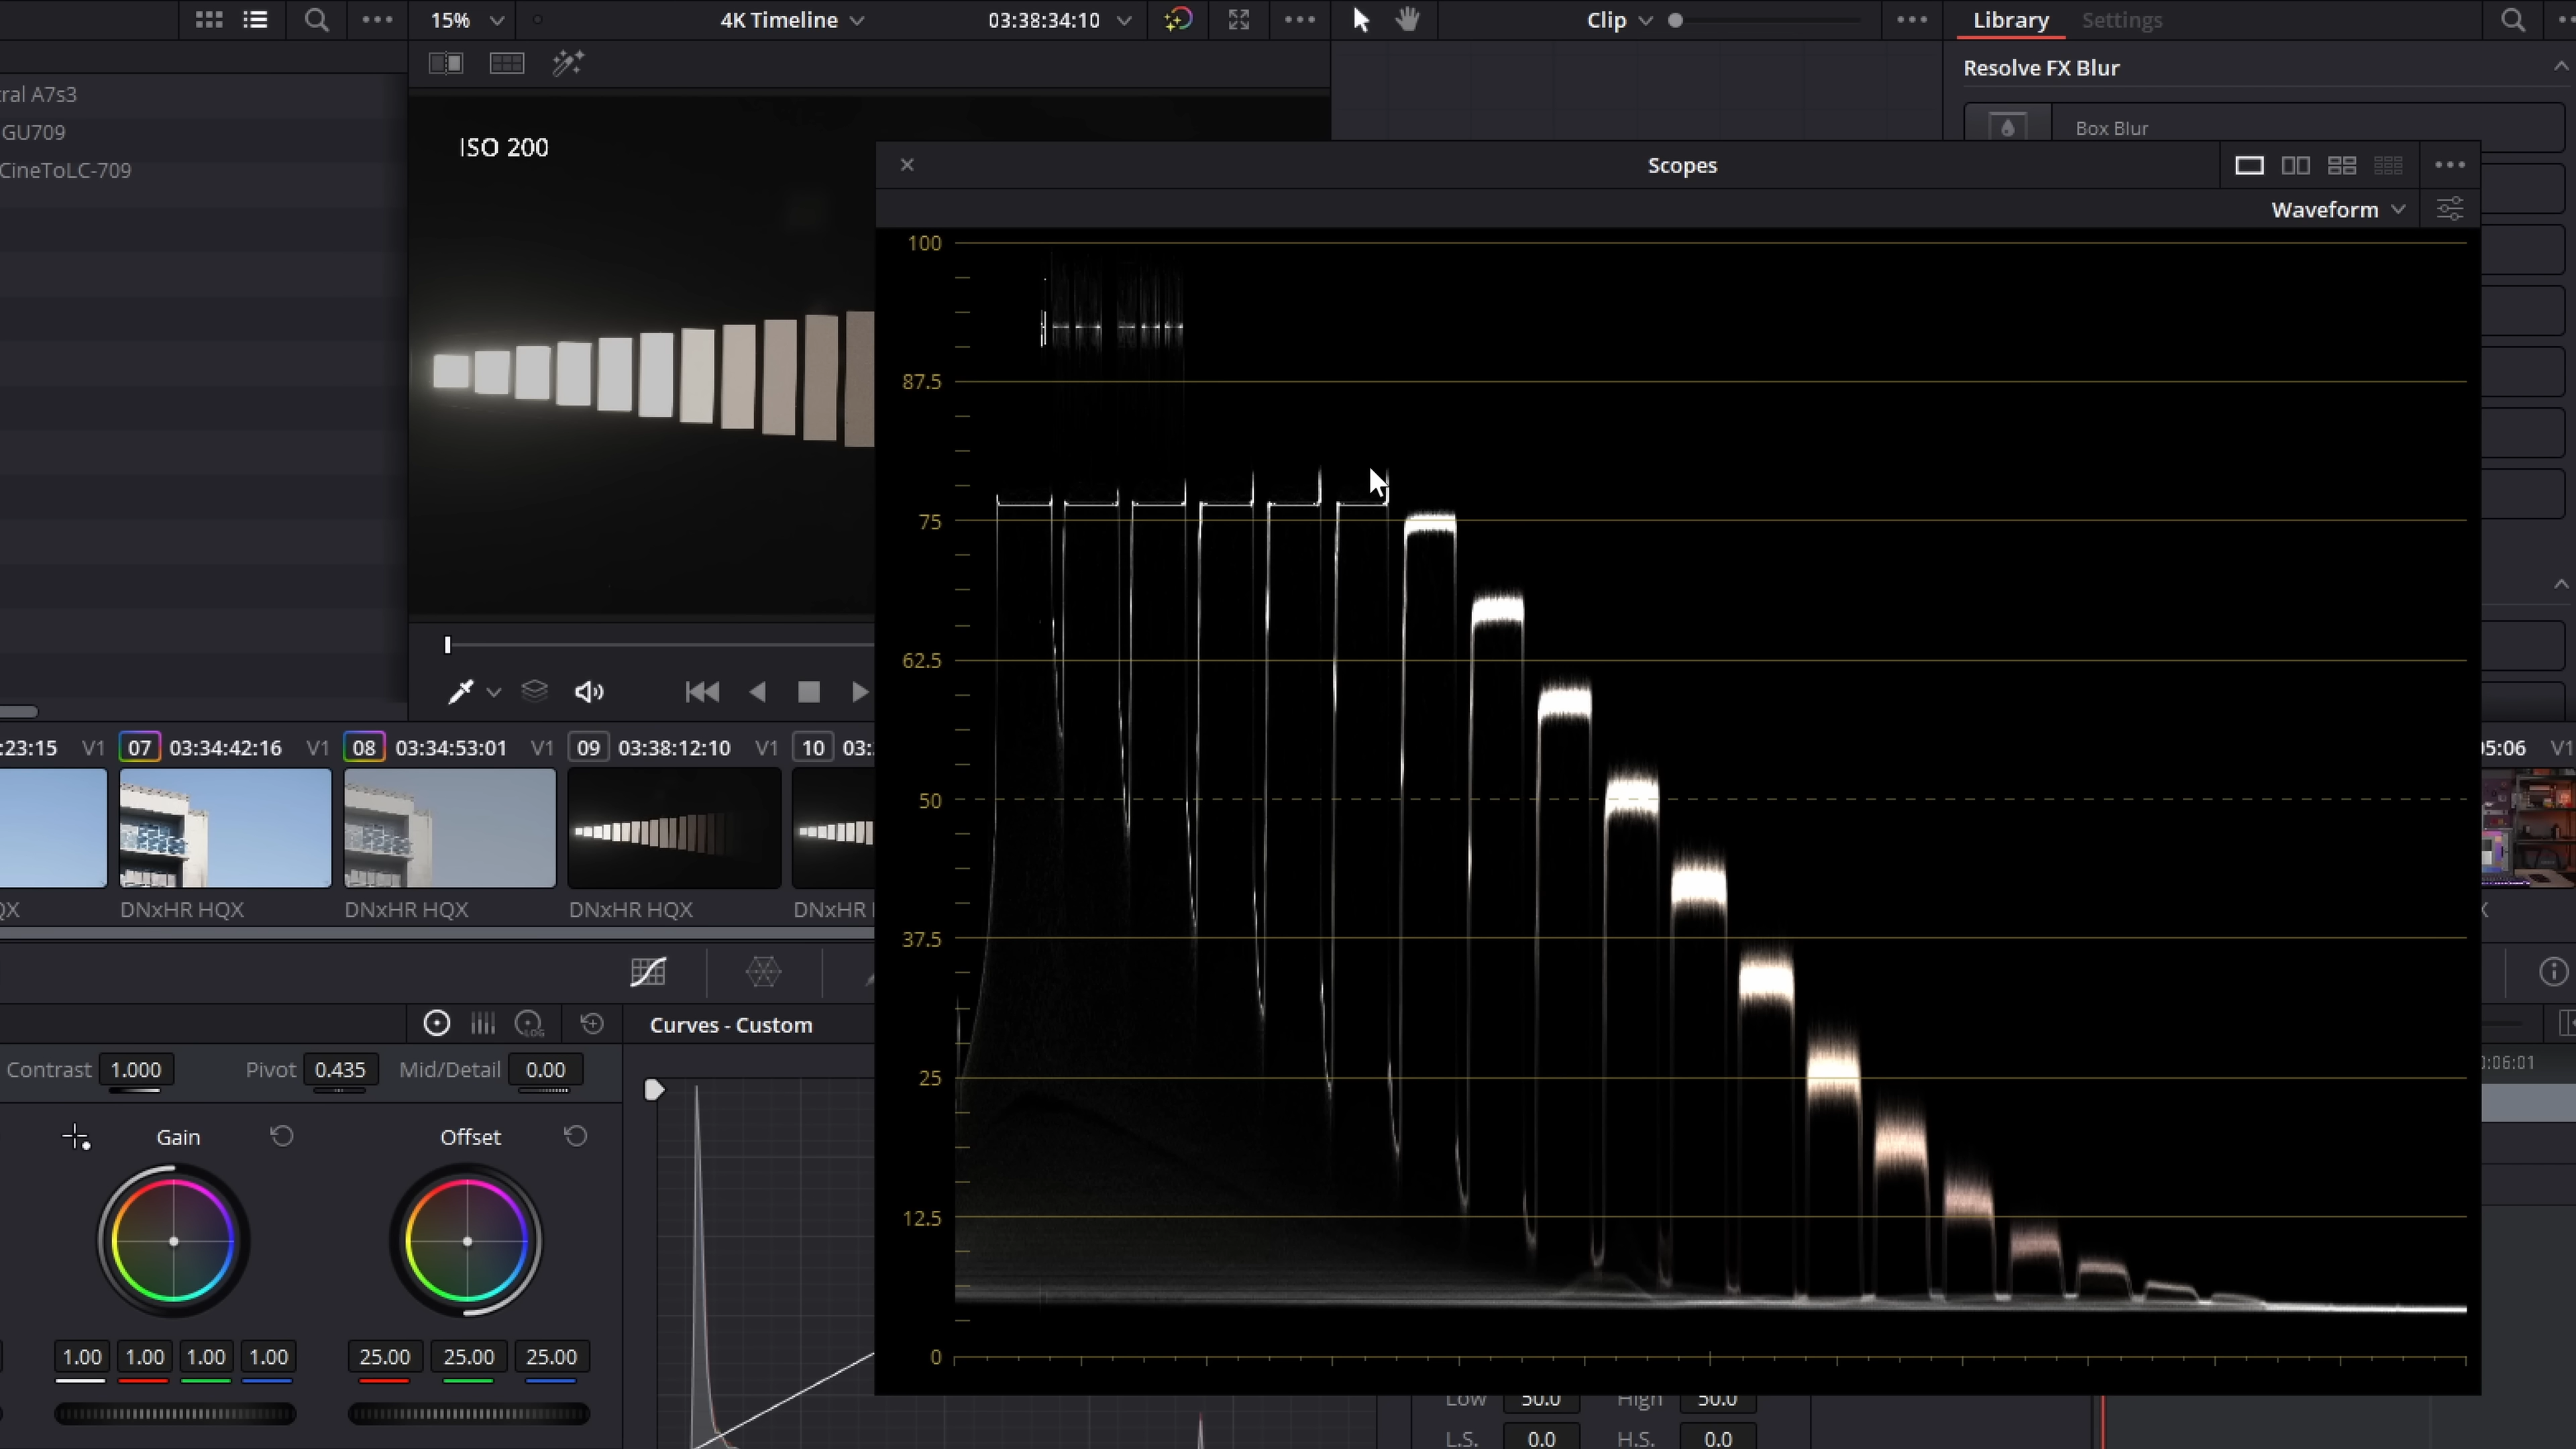 15%
4K Timeline
03:38:34:10
Clip
Library
Settings
Resolve FX Blur
Box Blur
ral A7s3
GU709
CineToLC-709
ISO 200
Scopes
Waveform
100
87.5
75
62.5
50
37.5
25
12.5
0
:23:15 V1
07 03:34:42:16 V1
08 03:34:53:01 V1
09 03:38:12:10 V1
10 03:
5:06 V1
QX
DNxHR HQX
DNxHR HQX
DNxHR HQX
DNxHR
X
Curves - Custom
Contrast 1.000
Pivot 0.435
Mid/Detail 0.00
:06:01
Gain
Offset
1.00 1.00 1.00 1.00
25.00 25.00 25.00
LOG
Low 50.0 High 50.0
L.S. 0.0 H.S. 0.0